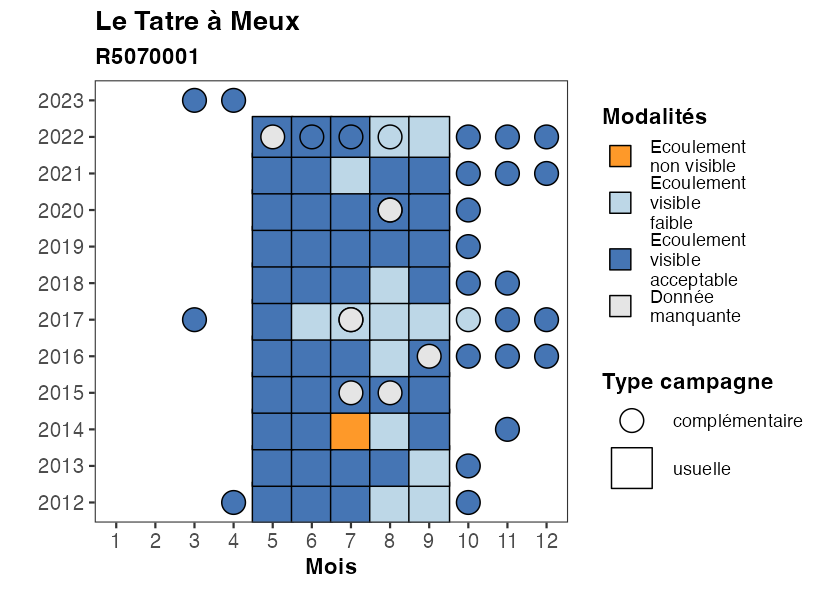 Le Tatre à Meux
R5070001
2023
2022
2021
2020
2019
2018
2017
2016
2015
2014
2013
2012
1 2 3 4 5 6 7 8 9 10 11 12
Mois
Modalités
Ecoulement
non visible
Ecoulement
visible
faible
Ecoulement
visible
acceptable
Donnée
manquante
Type campagne
complémentaire
usuelle